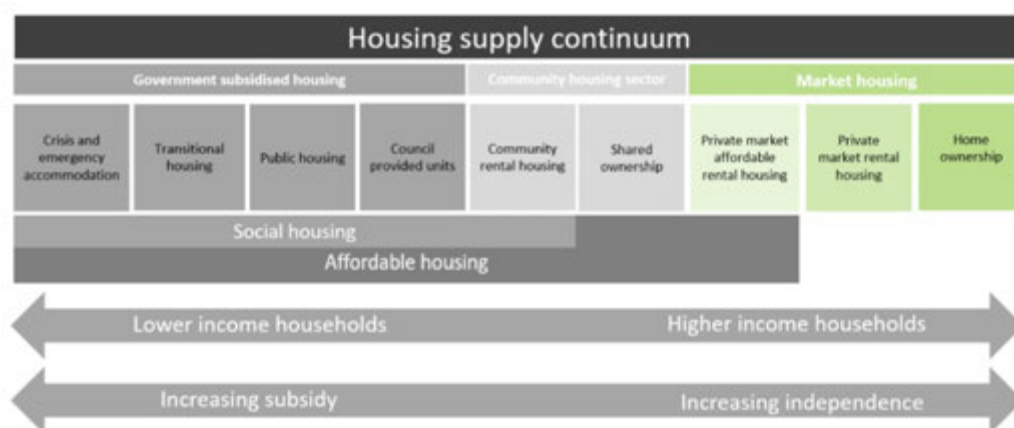 Housing supply continuum
Government subsidised housing
Community housing sector
Market housing
Crisis and
emergency
accommodation
Transitional
housing
Public housing
Council
provided units
Community
rental housing
Shared
ownership
Private market
affordable
rental housing
Private
market rental
housing
Home
ownership
Social housing
Affordable housing
Lower income households
Higher income households
Increasing subsidy
Increasing independence